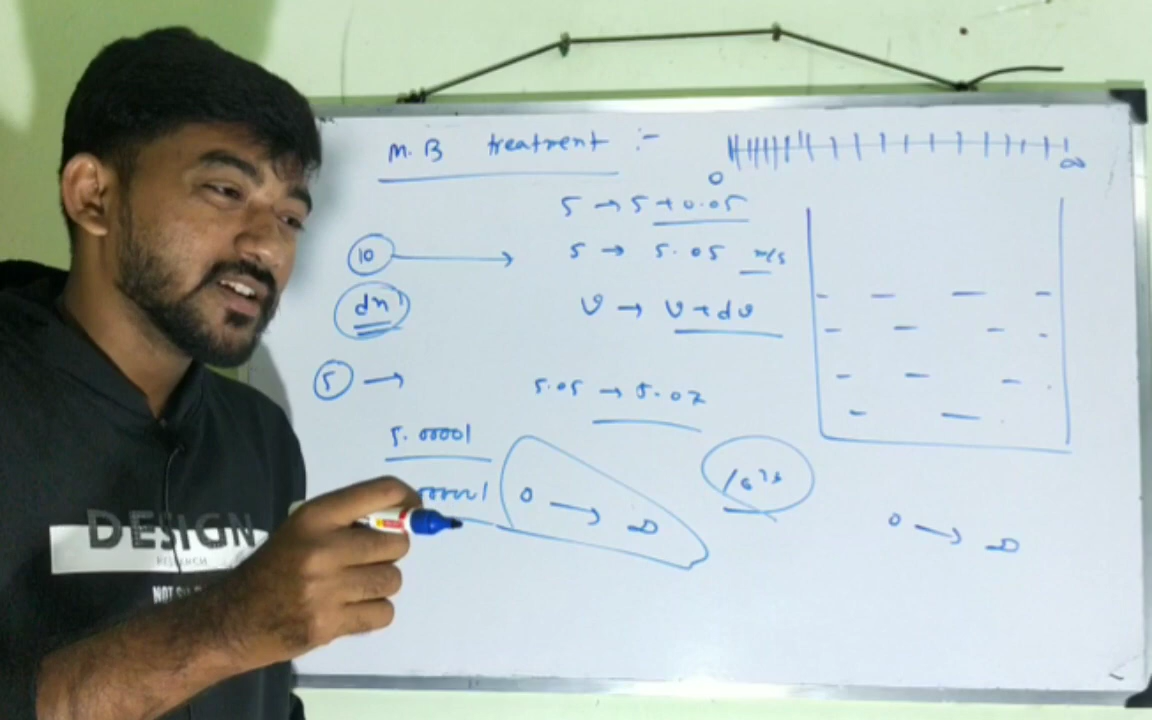 M.B treatment :-
0 ∞
5 → 5+0.05
10 →
5 → 5.05 m/s
dn
v → v+dv
5 →
5.05 → 5.07
5.00001
0 → ∞
0 → ∞
DESIGN
RESEARCH